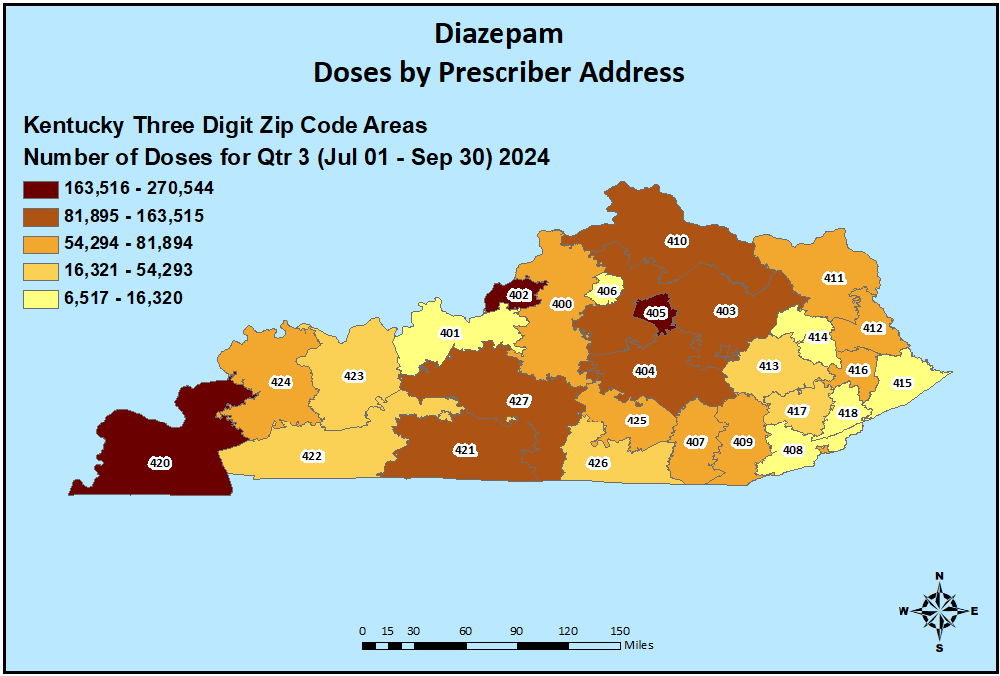 Diazepam
Doses by Prescriber Address
Kentucky Three Digit Zip Code Areas
Number of Doses for Qtr 3 (Jul 01 - Sep 30) 2024
163,516 - 270,544
81,895 - 163,515
54,294 - 81,894
16,321 - 54,293
6,517 - 16,320
410
411
406
402
400
405
403
412
401
414
413
416
404
423
424
415
427
417
418
425
407
409
421
408
422
420
426
N
W E
S
0 15 30 60 90 120 150
Miles